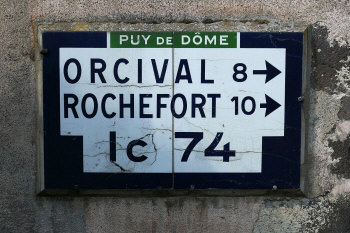 PUY DE DÔME
ORCIVAL 8 →
ROCHEFORT 10 →
Ic 74